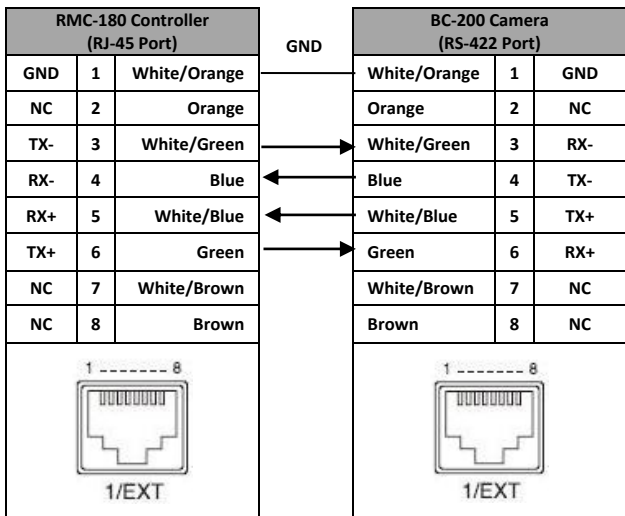 RMC-180 Controller
(RJ-45 Port)
GND
BC-200 Camera
(RS-422 Port)
GND 1 White/Orange White/Orange 1 GND
NC 2 Orange Orange 2 NC
TX- 3 White/Green White/Green 3 RX-
RX- 4 Blue Blue 4 TX-
RX+ 5 White/Blue White/Blue 5 TX+
TX+ 6 Green Green 6 RX+
NC 7 White/Brown White/Brown 7 NC
NC 8 Brown Brown 8 NC
1 ------- 8 1 ------- 8
1/EXT 1/EXT